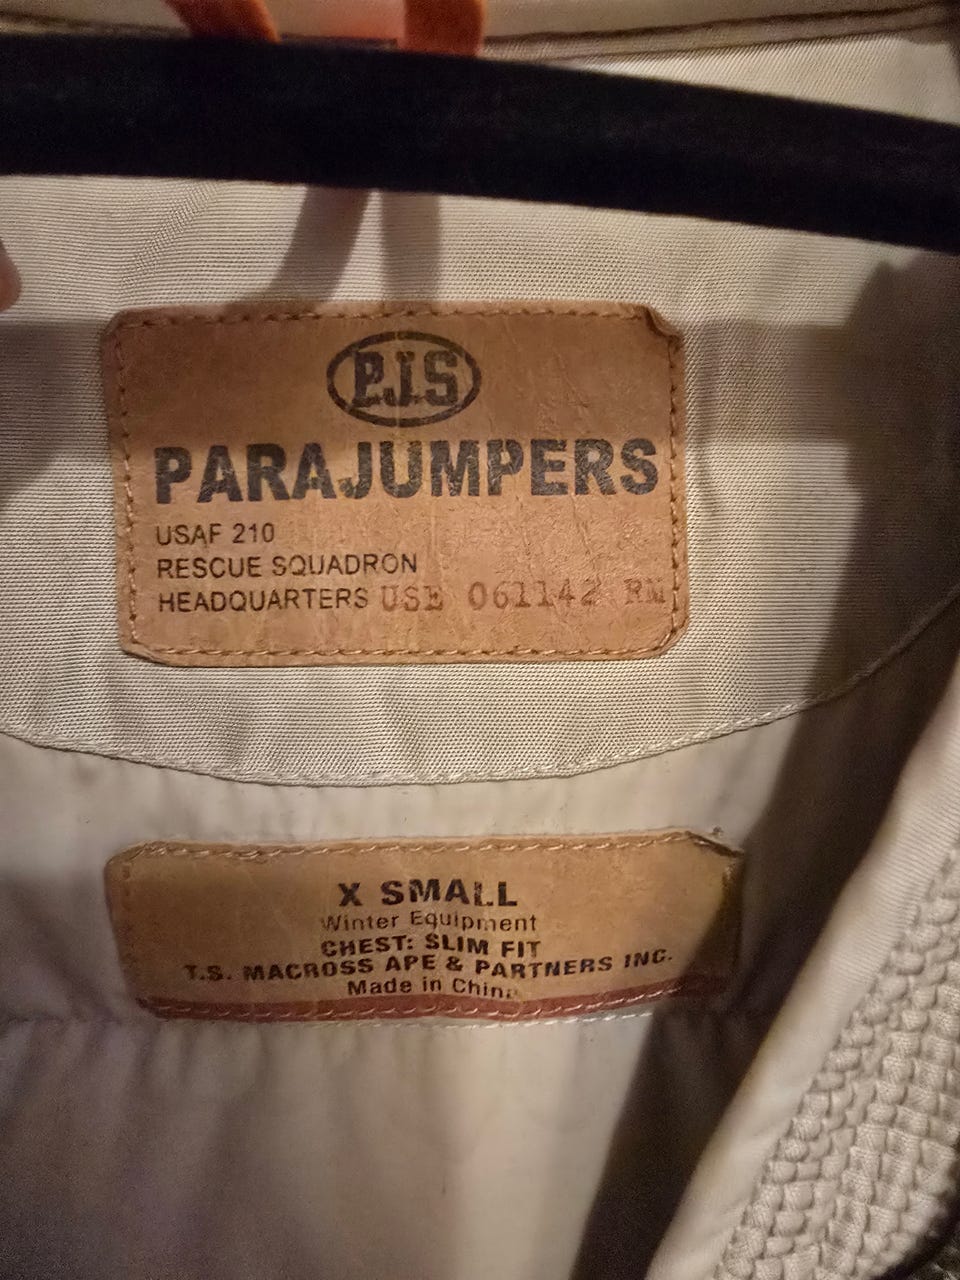 P.J.S
PARAJUMPERS
USAF 210
RESCUE SQUADRON
HEADQUARTERS USE 061142 RM
X SMALL
Winter Equipment
CHEST: SLIM FIT
T.S. MACROSS APE & PARTNERS INC.
Made in China